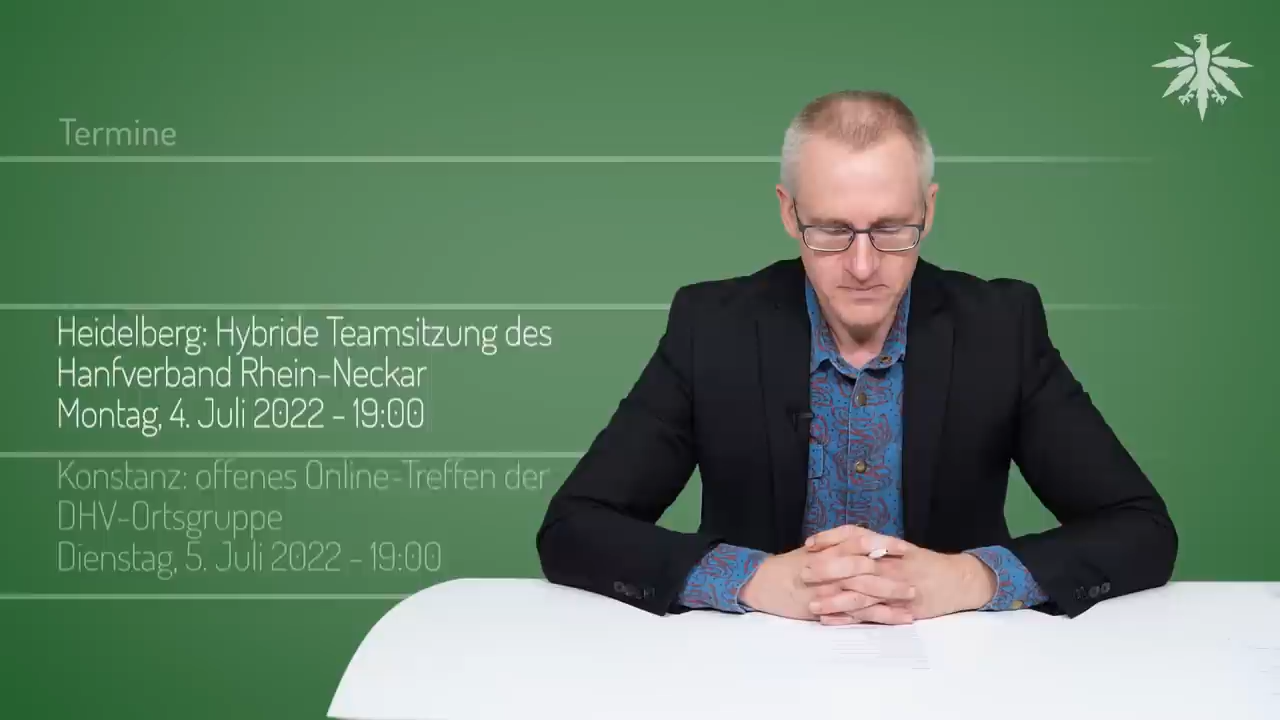 Termine
Heidelberg: Hybride Teamsitzung des
Hanfverband Rhein-Neckar
Montag, 4. Juli 2022 - 19:00
Konstanz: offenes Online-Treffen der
DHV-Ortsgruppe
Dienstag, 5. Juli 2022 - 19:00